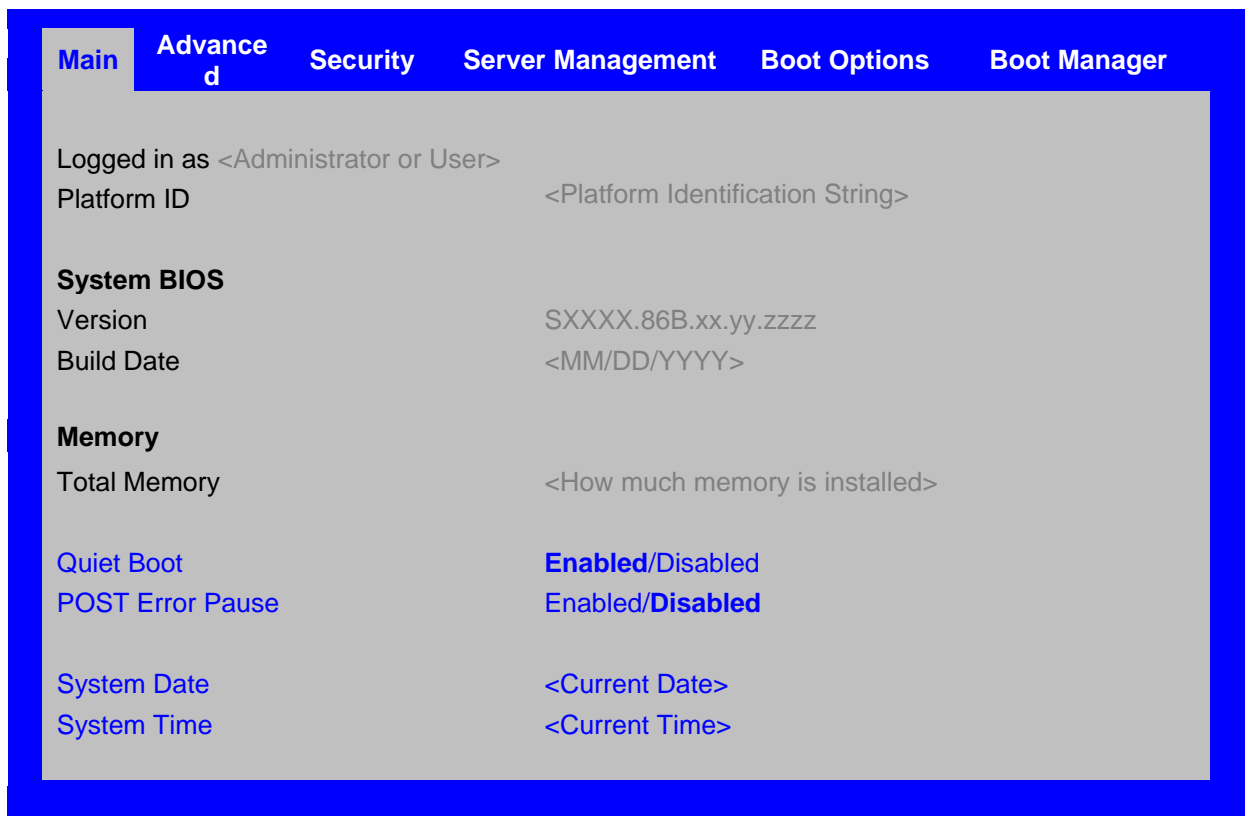 Main Advanced Security Server Management Boot Options Boot Manager
Logged in as <Administrator or User>
Platform ID <Platform Identification String>
System BIOS
Version SXXXX.86B.xx.yy.zzzz
Build Date <MM/DD/YYYY>
Memory
Total Memory <How much memory is installed>
Quiet Boot Enabled/Disabled
POST Error Pause Enabled/Disabled
System Date <Current Date>
System Time <Current Time>